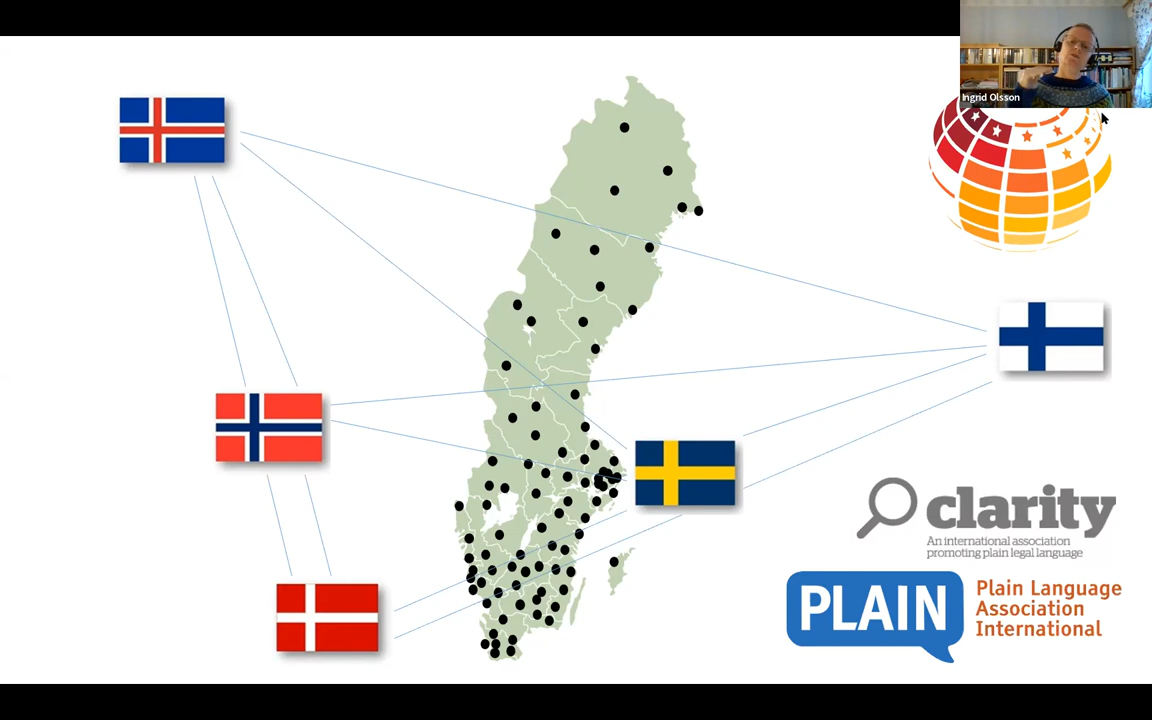 Ingrid Olsson
clarity
An international association
promoting plain legal language
PLAIN
Plain Language
Association
International